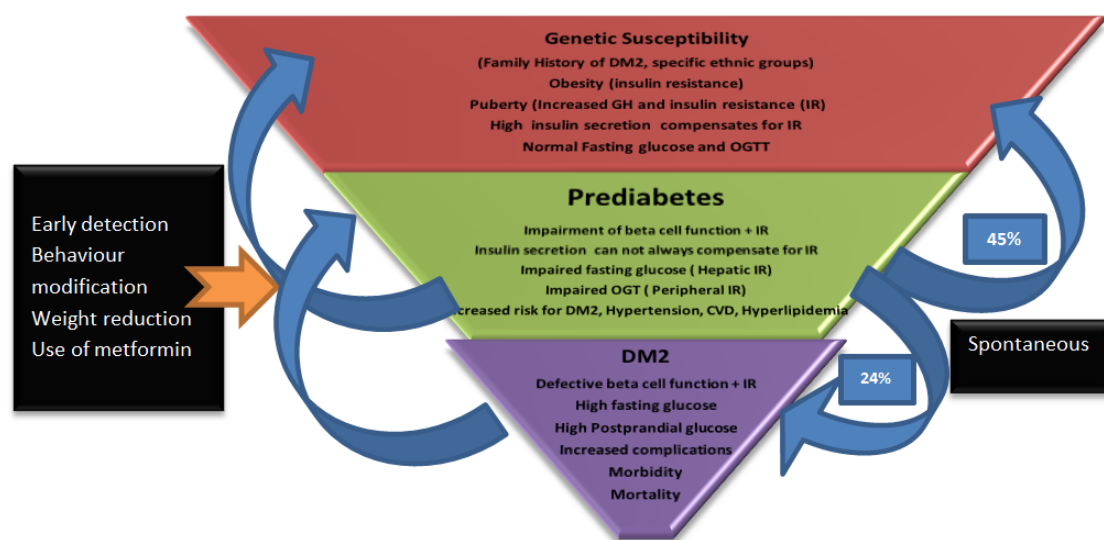 Genetic Susceptibility
(Family History of DM2, specific ethnic groups)
Obesity (insulin resistance)
Puberty (Increased GH and insulin resistance (IR)
High insulin secretion compensates for IR
Normal Fasting glucose and OGTT
Prediabetes
Impairment of beta cell function + IR
Insulin secretion can not always compensate for IR
Impaired fasting glucose ( Hepatic IR)
Impaired OGT ( Peripheral IR)
creased risk for DM2, Hypertension, CVD, Hyperlipidemia
DM2
Defective beta cell function + IR
High fasting glucose
High Postprandial glucose
Increased complications
Morbidity
Mortality
Early detection
Behaviour
modification
Weight reduction
Use of metformin
45%
Spontaneous
24%